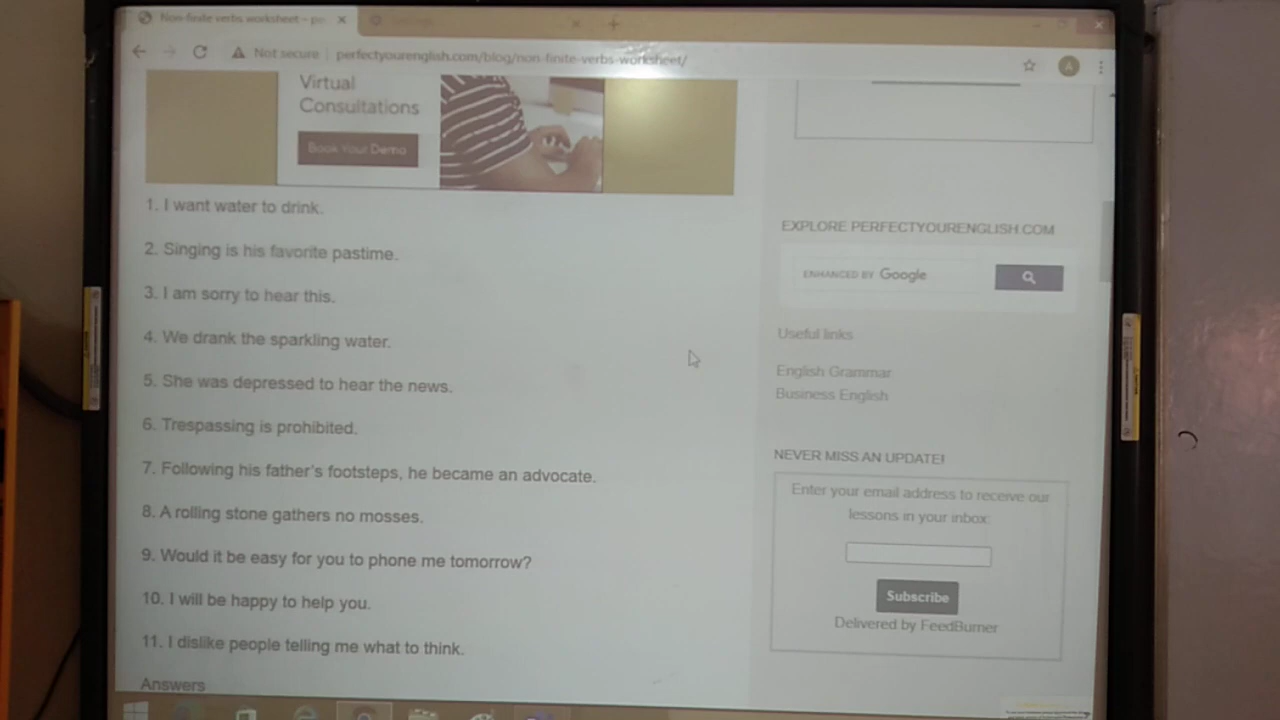 Non-finite verbs worksheet - pe
Not secure | perfectyourenglish.com/blog/non-finite-verbs-worksheet/
A
Virtual
Consultations
Book Your Demo
1. I want water to drink.
2. Singing is his favorite pastime.
3. I am sorry to hear this.
4. We drank the sparkling water.
5. She was depressed to hear the news.
6. Trespassing is prohibited.
7. Following his father's footsteps, he became an advocate.
8. A rolling stone gathers no mosses.
9. Would it be easy for you to phone me tomorrow?
10. I will be happy to help you.
11. I dislike people telling me what to think.
Answers
EXPLORE PERFECTYOURENGLISH.COM
ENHANCED BY Google
Useful links
English Grammar
Business English
NEVER MISS AN UPDATE!
Enter your email address to receive our
lessons in your inbox:
Subscribe
Delivered by FeedBurner